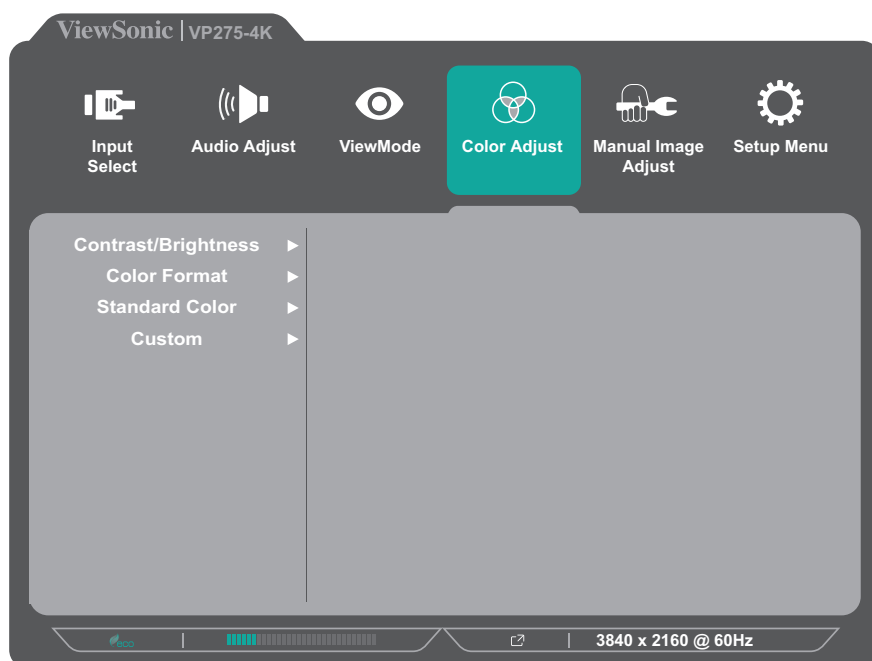 ViewSonic | VP275-4K
Input Select
Audio Adjust
ViewMode
Color Adjust
Manual Image Adjust
Setup Menu
Contrast/Brightness
Color Format
Standard Color
Custom
eco
3840 x 2160 @ 60Hz